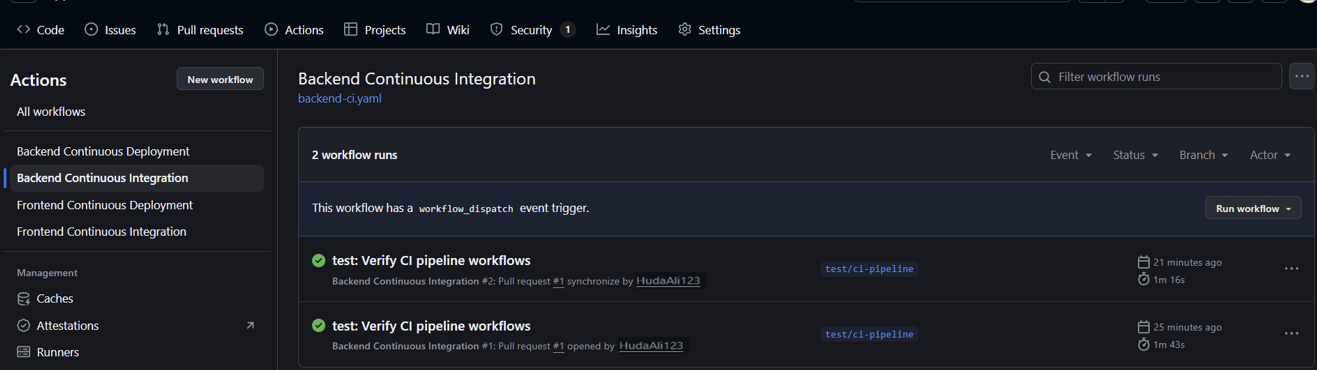 Code Issues Pull requests Actions Projects Wiki Security 1 Insights Settings
Actions New workflow
All workflows
Backend Continuous Deployment
Backend Continuous Integration
Frontend Continuous Deployment
Frontend Continuous Integration
Management
Caches
Attestations
Runners
Backend Continuous Integration
backend-ci.yaml
Filter workflow runs
2 workflow runs Event Status Branch Actor
This workflow has a workflow_dispatch event trigger. Run workflow
test: Verify CI pipeline workflows test/ci-pipeline 21 minutes ago
Backend Continuous Integration #2: Pull request #1 synchronize by HudaAli123 1m 16s
test: Verify CI pipeline workflows test/ci-pipeline 25 minutes ago
Backend Continuous Integration #1: Pull request #1 opened by HudaAli123 1m 43s